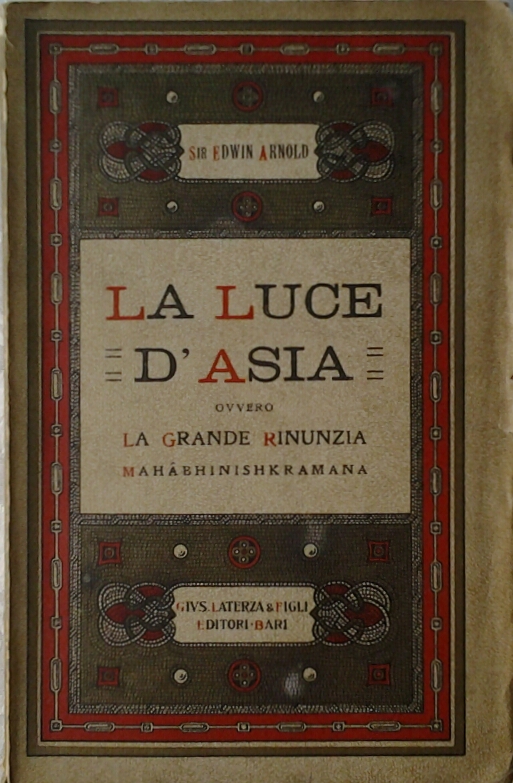 SIR EDWIN ARNOLD
LA LUCE
D'ASIA
OVVERO
LA GRANDE RINUNZIA
MAHÂBHINISHKRAMANA
GIVS. LATERZA & FIGLI
EDITORI · BARI